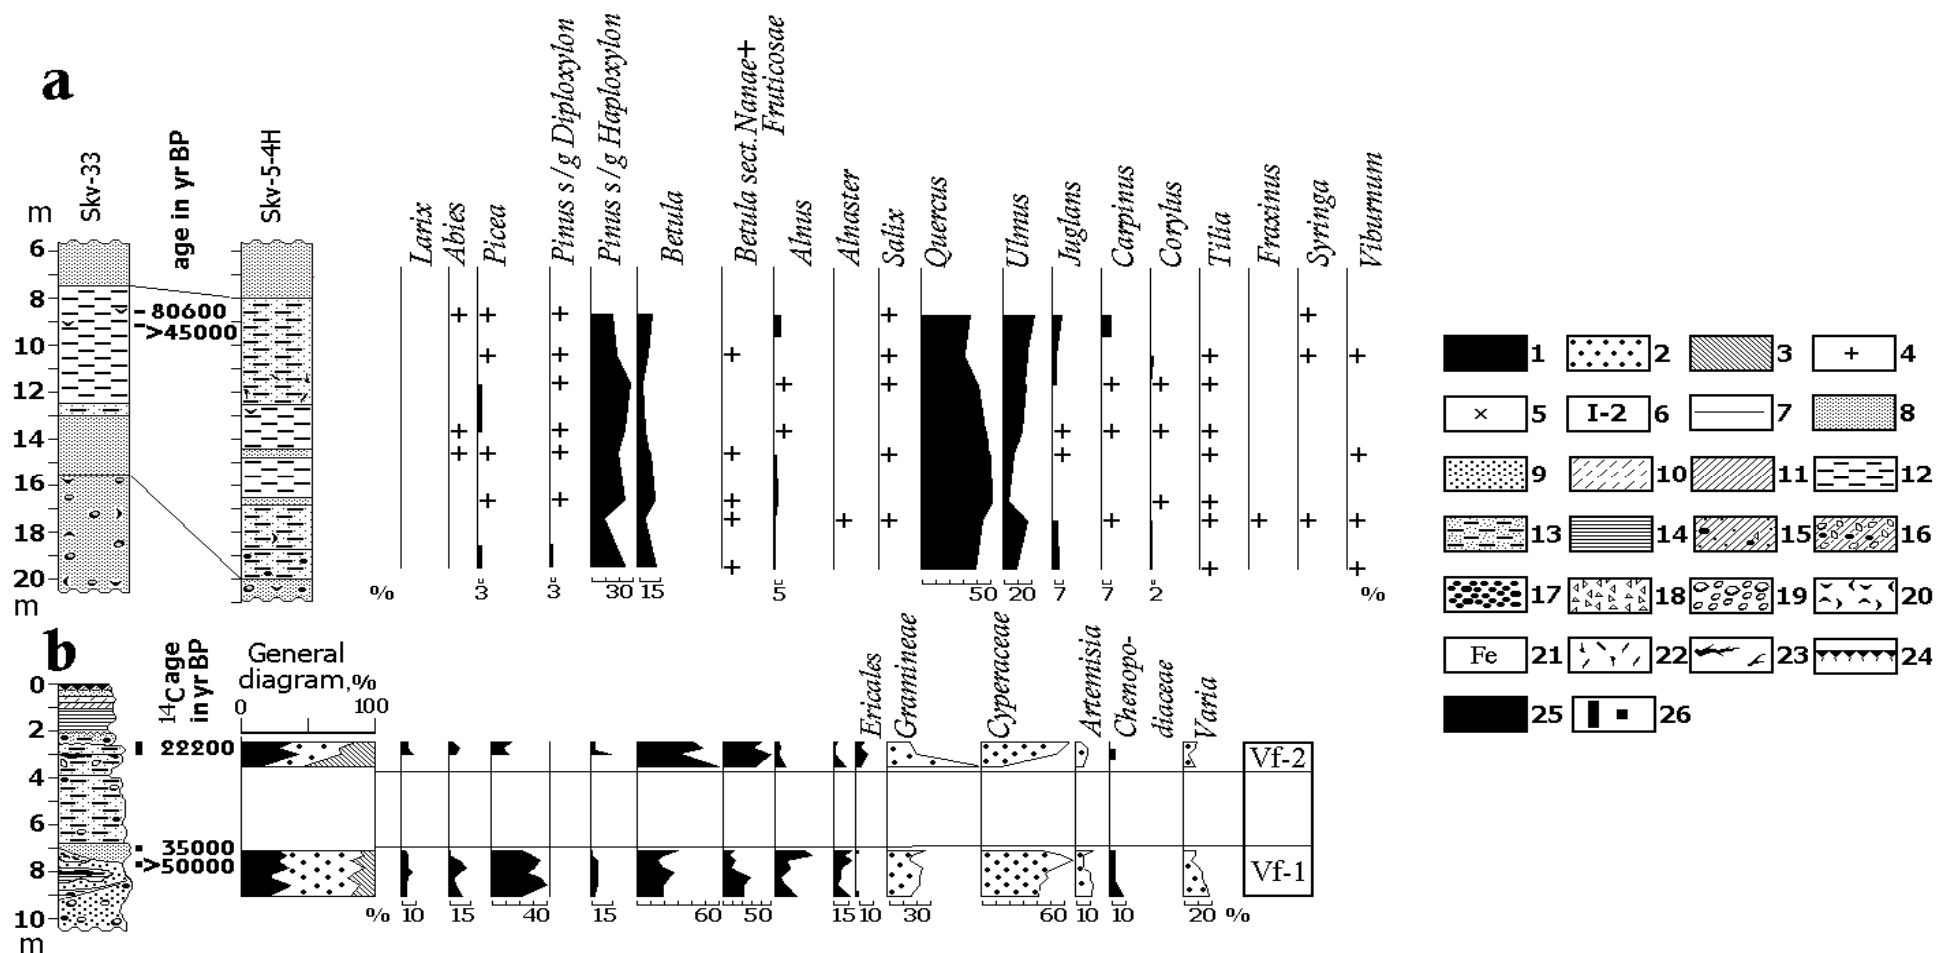 a
m
Skv-33
age in yr BP
Skv-5-4H
Larix
Abies
Picea
Pinus s/g Diploxylon
Pinus s/g Haploxylon
Betula
Betula sect. Nanae+
Fruticosae
Alnus
Alnaster
Salix
Quercus
Ulmus
Juglans
Carpinus
Corylus
Tilia
Fraxinus
Syringa
Viburnum
6
8
10
12
14
16
18
20
m
80600
>45000
% 3 3 30 15 5 50 20 7 7 2 %
b
14C age
in yr BP
General
diagram,%
0 100
Ericales
Gramineae
Cyperaceae
Artemisia
Chenopo-
diaceae
Varia
0
2
4
6
8
10
m
22200
35000
>50000
Vf-2
Vf-1
% 10 15 40 15 60 50 15 10 30 60 10 10 20 %
1 2 3 + 4
× 5 I-2 6 7 8
9 10 11 12
13 14 15 16
17 18 19 20
Fe 21 22 23 24
25 26